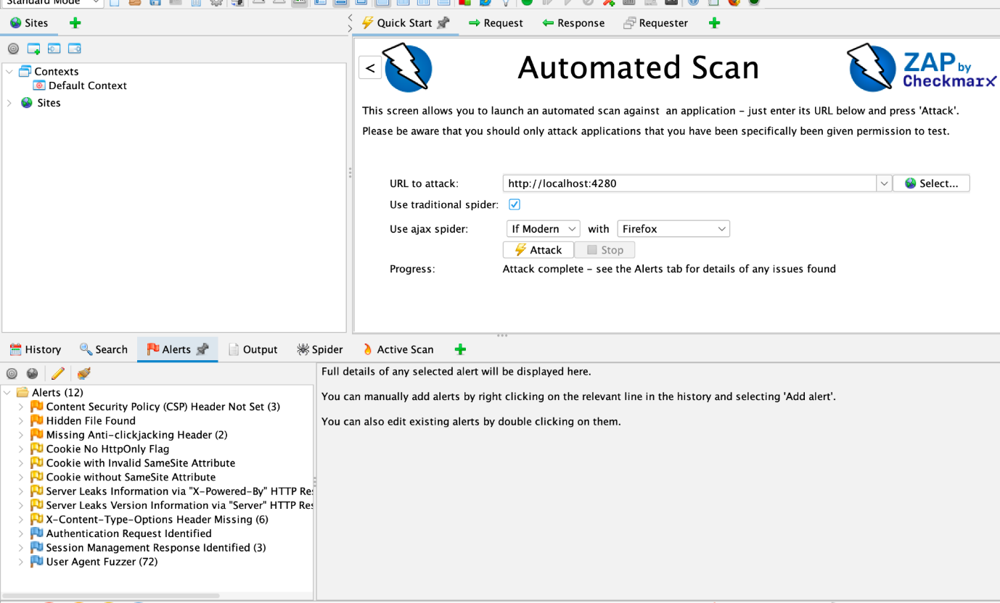 Standard Mode
Sites
Quick Start
Request
Response
Requester
Contexts
Default Context
Sites
<
Automated Scan
ZAP by
Checkmarx
This screen allows you to launch an automated scan against an application - just enter its URL below and press 'Attack'.
Please be aware that you should only attack applications that you have been specifically been given permission to test.
URL to attack:
http://localhost:4280
Select...
Use traditional spider:
Use ajax spider:
If Modern
with
Firefox
Attack
Stop
Progress:
Attack complete - see the Alerts tab for details of any issues found
History
Search
Alerts
Output
Spider
Active Scan
Alerts (12)
Content Security Policy (CSP) Header Not Set (3)
Hidden File Found
Missing Anti-clickjacking Header (2)
Cookie No HttpOnly Flag
Cookie with Invalid SameSite Attribute
Cookie without SameSite Attribute
Server Leaks Information via "X-Powered-By" HTTP Res
Server Leaks Version Information via "Server" HTTP Res
X-Content-Type-Options Header Missing (6)
Authentication Request Identified
Session Management Response Identified (3)
User Agent Fuzzer (72)
Full details of any selected alert will be displayed here.
You can manually add alerts by right clicking on the relevant line in the history and selecting 'Add alert'.
You can also edit existing alerts by double clicking on them.